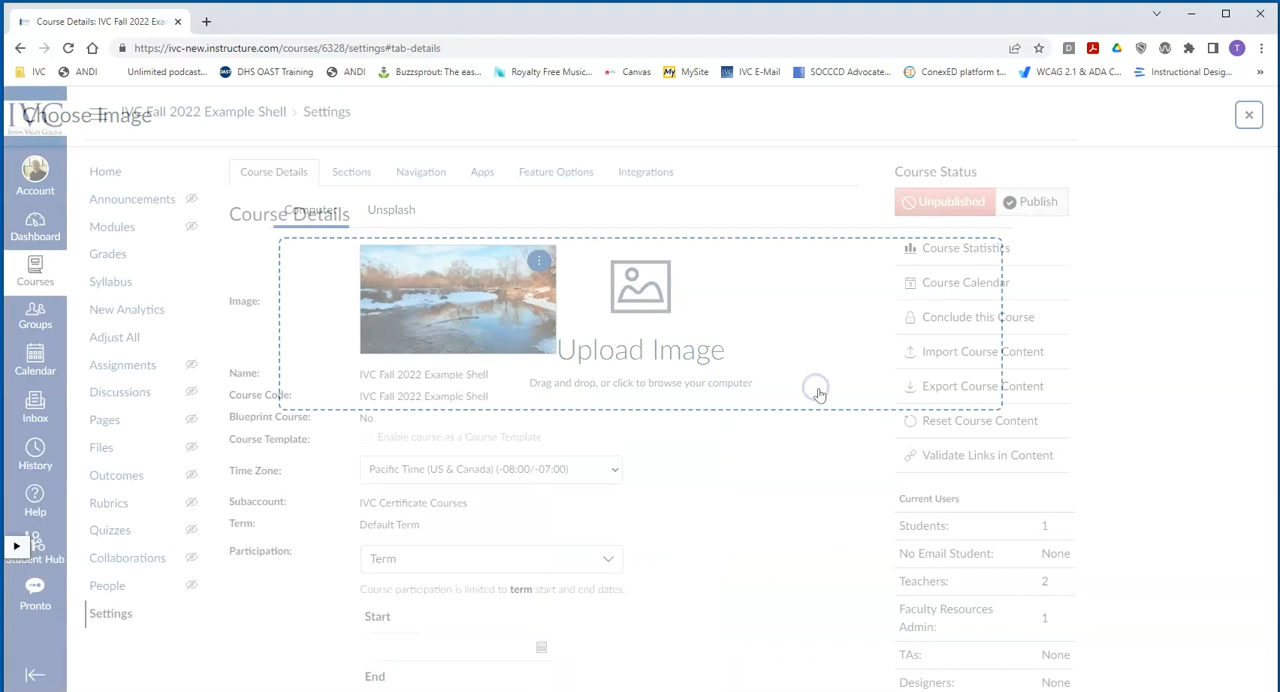 Course Details: IVC Fall 2022 Exa
https://ivc-new.instructure.com/courses/6328/settings#tab-details
T
IVC
ANDI
Unlimited podcast...
DHS OAST Training
ANDI
Buzzsprout: The eas...
Royalty Free Music...
Canvas
MySite
IVC E-Mail
SOCCCD Advocate...
ConexED platform t...
WCAG 2.1 & ADA C...
Instructional Desig...
»
IVC
Choose Image
IVC Fall 2022 Example Shell > Settings
Account
Dashboard
Courses
Groups
Calendar
Inbox
History
Help
Student Hub
Pronto
Home
Announcements
Modules
Grades
Syllabus
New Analytics
Adjust All
Assignments
Discussions
Pages
Files
Outcomes
Rubrics
Quizzes
Collaborations
People
Settings
Course Details
Sections
Navigation
Apps
Feature Options
Integrations
Course Details
Computer
Unsplash
Image:
Upload Image
Drag and drop, or click to browse your computer
Name:
IVC Fall 2022 Example Shell
Course Code:
IVC Fall 2022 Example Shell
Blueprint Course:
No
Course Template:
Enable course as a Course Template
Time Zone:
Pacific Time (US & Canada) (-08:00/-07:00)
Subaccount:
IVC Certificate Courses
Term:
Default Term
Participation:
Term
Course participation is limited to term start and end dates.
Start
End
Course Status
Unpublished
Publish
Course Statistics
Course Calendar
Conclude this Course
Import Course Content
Export Course Content
Reset Course Content
Validate Links in Content
Current Users
Students: 1
No Email Student: None
Teachers: 2
Faculty Resources
Admin: 1
TAs: None
Designers: None